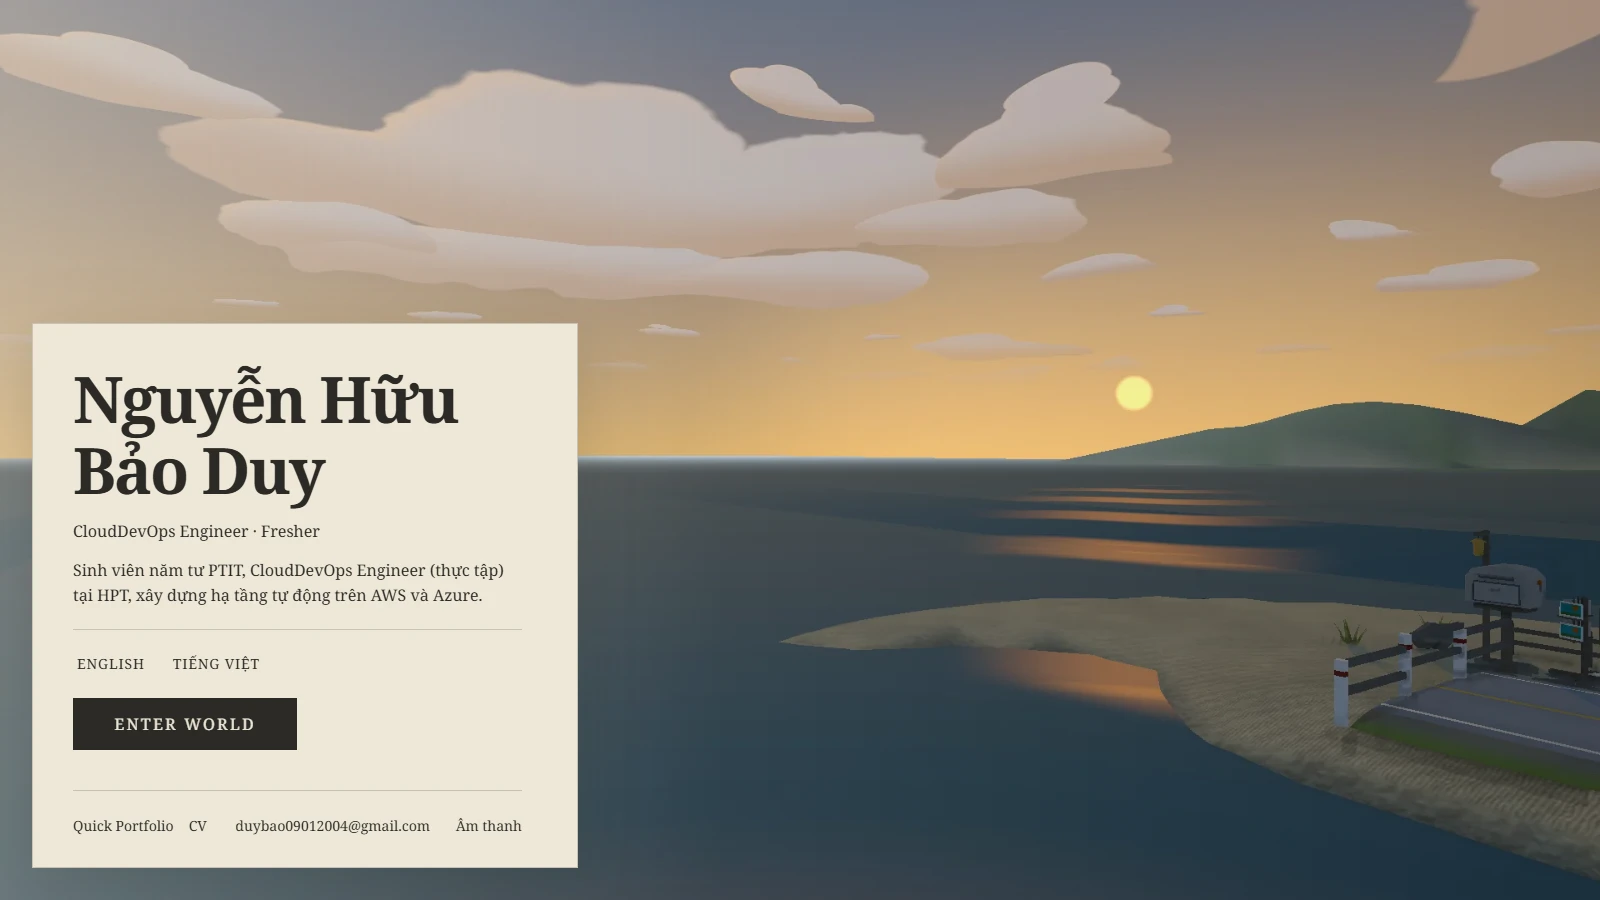 Nguyễn Hữu
Bảo Duy
CloudDevOps Engineer · Fresher
Sinh viên năm tư PTIT, CloudDevOps Engineer (thực tập)
tại HPT, xây dựng hạ tầng tự động trên AWS và Azure.
ENGLISH TIẾNG VIỆT
ENTER WORLD
Quick Portfolio CV duybao09012004@gmail.com Âm thanh